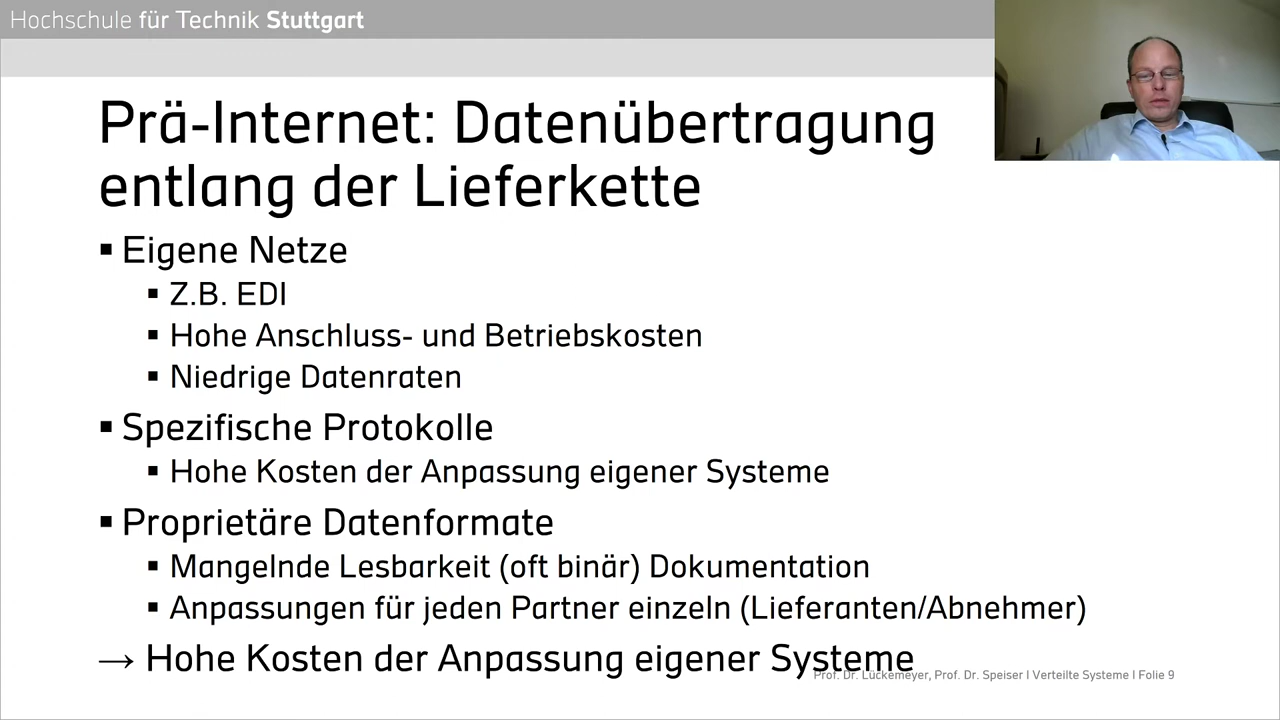 Hochschule für Technik Stuttgart
Prä-Internet: Datenübertragung
entlang der Lieferkette
▪ Eigene Netze
▪ Z.B. EDI
▪ Hohe Anschluss- und Betriebskosten
▪ Niedrige Datenraten
▪ Spezifische Protokolle
▪ Hohe Kosten der Anpassung eigener Systeme
▪ Proprietäre Datenformate
▪ Mangelnde Lesbarkeit (oft binär) Dokumentation
▪ Anpassungen für jeden Partner einzeln (Lieferanten/Abnehmer)
→ Hohe Kosten der Anpassung eigener Systeme
Prof. Dr. Lückemeyer, Prof. Dr. Speiser I Verteilte Systeme I Folie 9